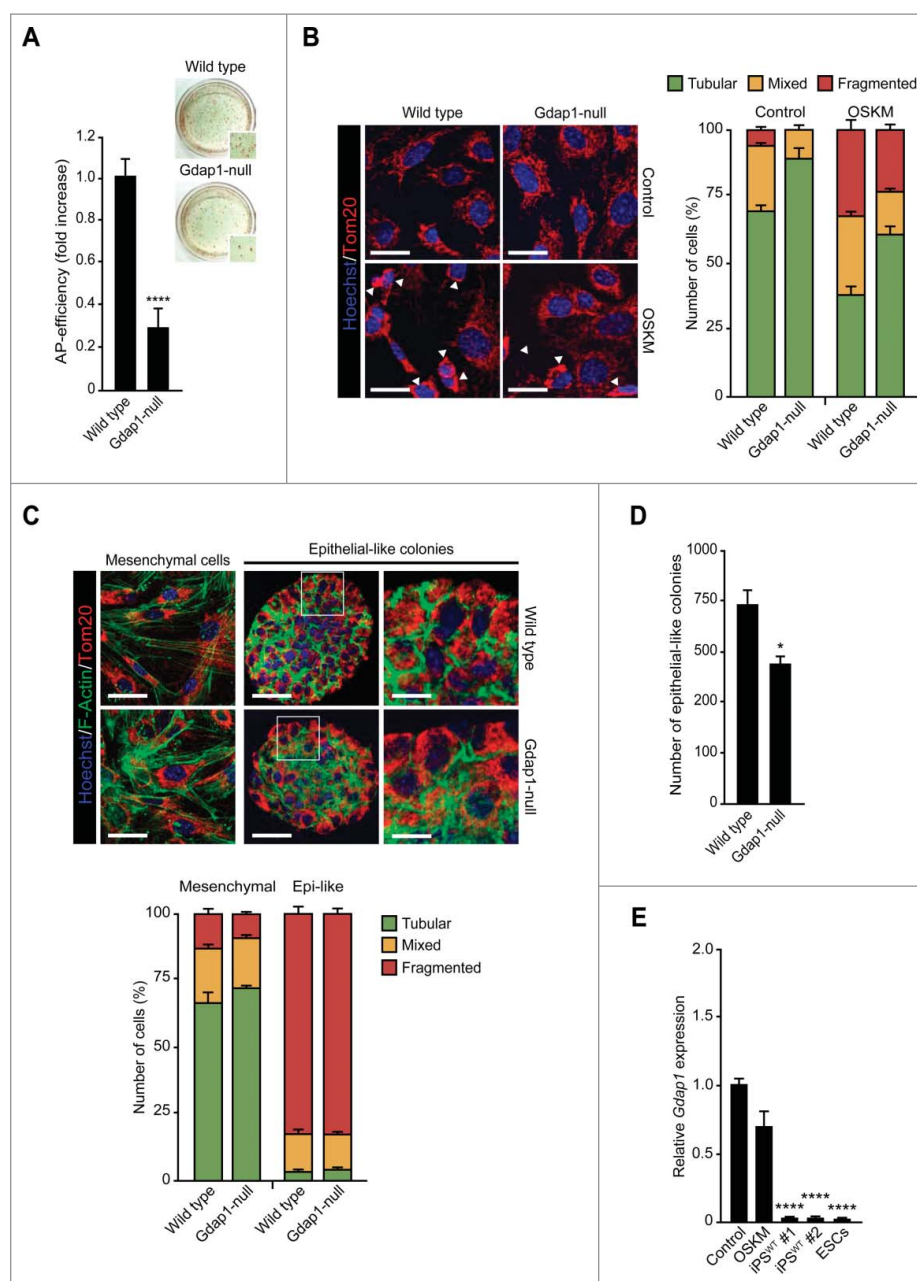 A
Wild type
Gdap1-null
1.2
1.0
0.8
0.6
0.4
0.2
0
AP-efficiency (fold increase)
****
Wild type
Gdap1-null
B
Wild type
Gdap1-null
Hoechst/Tom20
Control
OSKM
Tubular
Mixed
Fragmented
Control
OSKM
100
75
50
25
0
Number of cells (%)
Wild type
Gdap1-null
Wild type
Gdap1-null
C
Mesenchymal cells
Epithelial-like colonies
Hoechst/F-Actin/Tom20
Wild type
Gdap1-null
Mesenchymal
Epi-like
100
75
50
25
0
Number of cells (%)
Tubular
Mixed
Fragmented
Wild type
Gdap1-null
Wild type
Gdap1-null
D
1000
750
500
200
100
0
Number of epithelial-like colonies
*
Wild type
Gdap1-null
E
2.0
1.5
1.0
0.5
0
Relative Gdap1 expression
****
****
****
Control
OSKM
iPSWT #1
iPSWT #2
ESCs